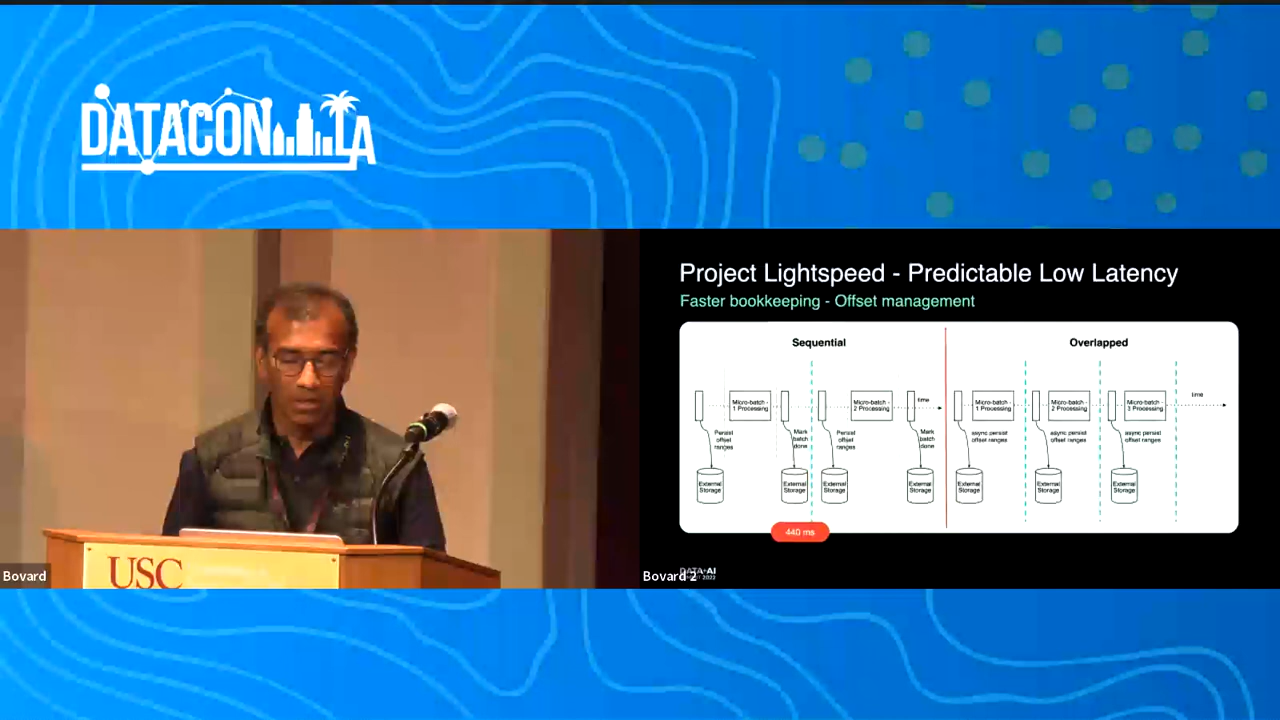 DATACON LA
USC
Bovard
Project Lightspeed - Predictable Low Latency
Faster bookkeeping - Offset management
Sequential
Overlapped
Micro-batch -
1 Processing
Micro-batch -
2 Processing
time
Micro-batch -
1 Processing
Micro-batch -
2 Processing
Micro-batch -
3 Processing
time
Persist
offset
ranges
Mark
batch
done
Persist
offset
ranges
Mark
batch
done
async persist
offset ranges
async persist
offset ranges
async persist
offset ranges
External
Storage
External
Storage
External
Storage
External
Storage
External
Storage
External
Storage
External
Storage
440 ms
Bovard 2
DATA+AI
2022